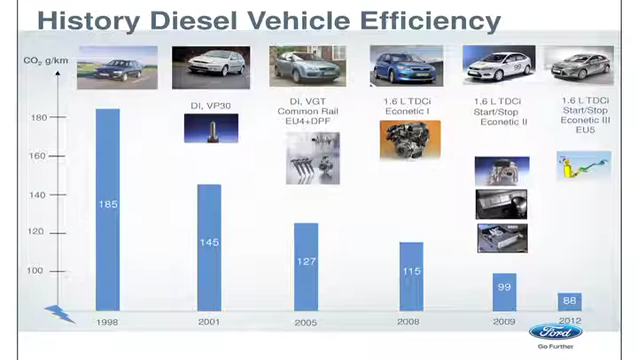 History Diesel Vehicle Efficiency
CO₂ g/km
DI, VP30
DI, VGT
Common Rail
EU4+DPF
1.6 L TDCi
Econetic I
1.6 L TDCi
Start/Stop
Econetic II
1.6 L TDCi
Start/Stop
Econetic III
EU5
180
160
140
120
100
80
185
145
127
115
99
88
1998
2001
2005
2008
2009
2012
Ford
Go Further